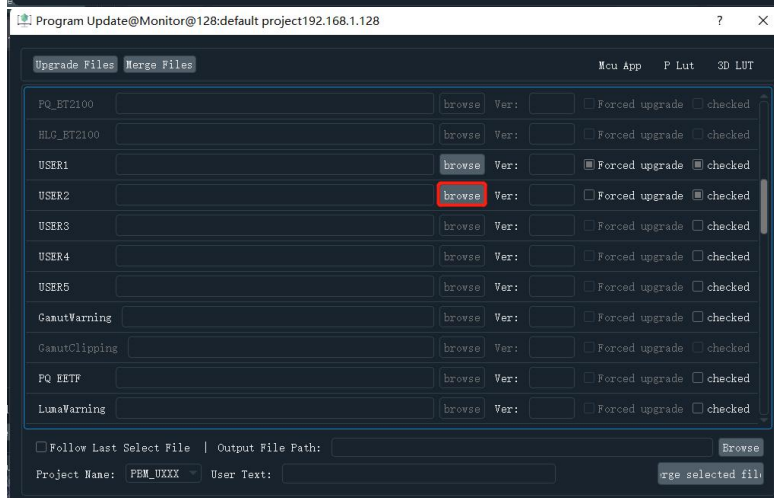 Program Update@Monitor@128:default project192.168.1.128 ? ×
Upgrade Files Merge Files Mcu App P Lut 3D LUT
PQ_BT2100 browse Ver: Forced upgrade checked
HLG_BT2100 browse Ver: Forced upgrade checked
USER1 browse Ver: Forced upgrade checked
USER2 browse Ver: Forced upgrade checked
USER3 browse Ver: Forced upgrade checked
USER4 browse Ver: Forced upgrade checked
USER5 browse Ver: Forced upgrade checked
GamutWarning browse Ver: Forced upgrade checked
GamutClipping browse Ver: Forced upgrade checked
PQ EETF browse Ver: Forced upgrade checked
LumaWarning browse Ver: Forced upgrade checked
Follow Last Select File | Output File Path: Browse
Project Name: PBM_UXXX User Text: rge selected fil